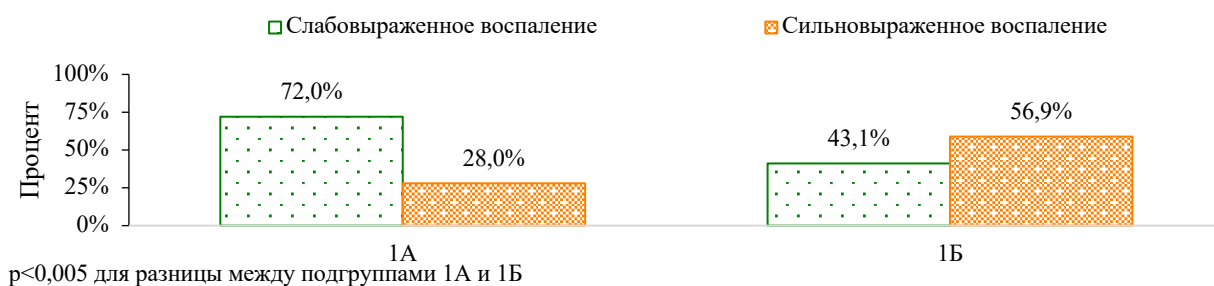 Слабовыраженное воспаление Сильновыраженное воспаление
Процент
100%
75%
50%
25%
0%
72,0%
28,0%
43,1%
56,9%
1А 1Б
p<0,005 для разницы между подгруппами 1А и 1Б